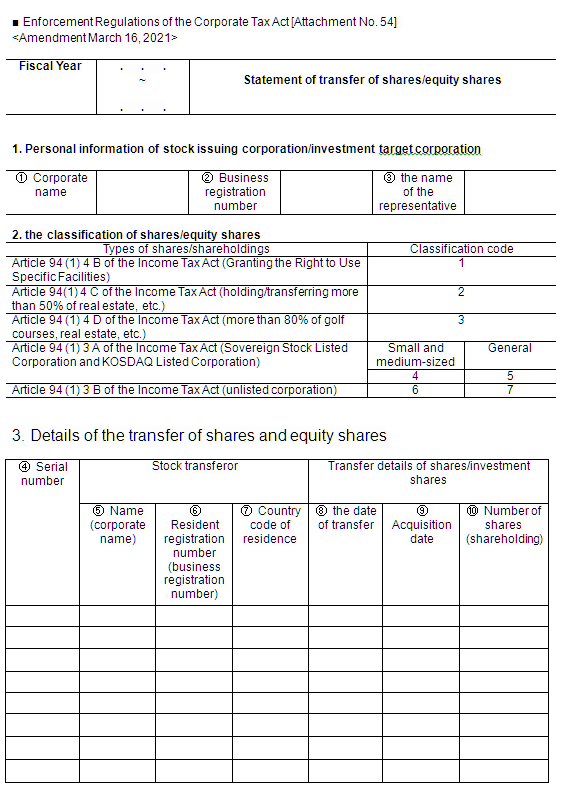 ■ Enforcement Regulations of the Corporate Tax Act [Attachment No. 54]
<Amendment March 16, 2021>
Fiscal Year
. . .
~
. . .
Statement of transfer of shares/equity shares
1. Personal information of stock issuing corporation/investment target corporation
① Corporate name
② Business registration number
③ the name of the representative
2. the classification of shares/equity shares
Types of shares/shareholdings
Classification code
Article 94 (1) 4 B of the Income Tax Act (Granting the Right to Use
Specific Facilities)
1
Article 94(1) 4 C of the Income Tax Act (holding/transferring more
than 50% of real estate, etc.)
2
Article 94 (1) 4 D of the Income Tax Act (more than 80% of golf
courses, real estate, etc.)
3
Article 94 (1) 3 A of the Income Tax Act (Sovereign Stock Listed
Corporation and KOSDAQ Listed Corporation)
Small and
medium-sized
General
4
5
Article 94 (1) 3 B of the Income Tax Act (unlisted corporation)
6
7
3. Details of the transfer of shares and equity shares
④ Serial
number
Stock transferor
Transfer details of shares/investment
shares
⑤ Name
(corporate
name)
⑥
Resident
registration
number
(business
registration
number)
⑦ Country
code of
residence
⑧ the date
of transfer
⑨
Acquisition
date
⑩ Number of
shares
(shareholding)